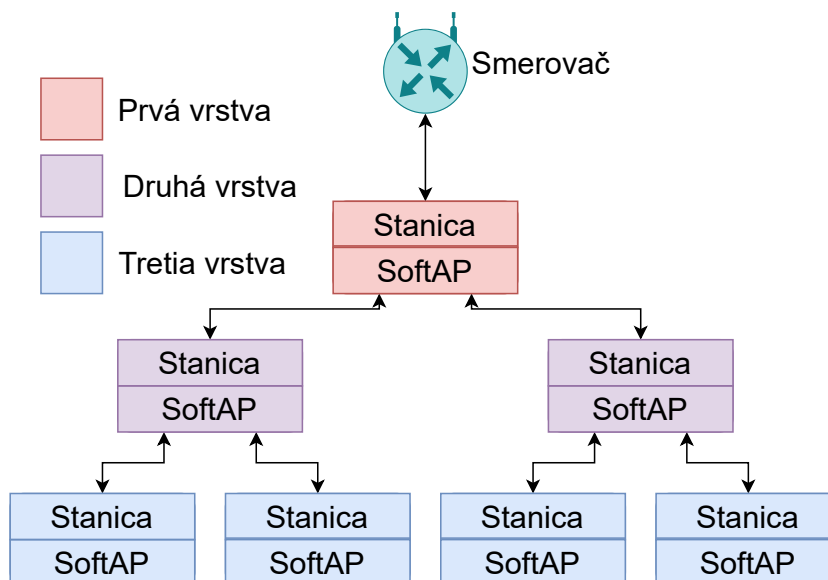 Smerovač
Prvá vrstva
Druhá vrstva
Tretia vrstva
Stanica
SoftAP
Stanica
SoftAP
Stanica
SoftAP
Stanica
SoftAP
Stanica
SoftAP
Stanica
SoftAP
Stanica
SoftAP